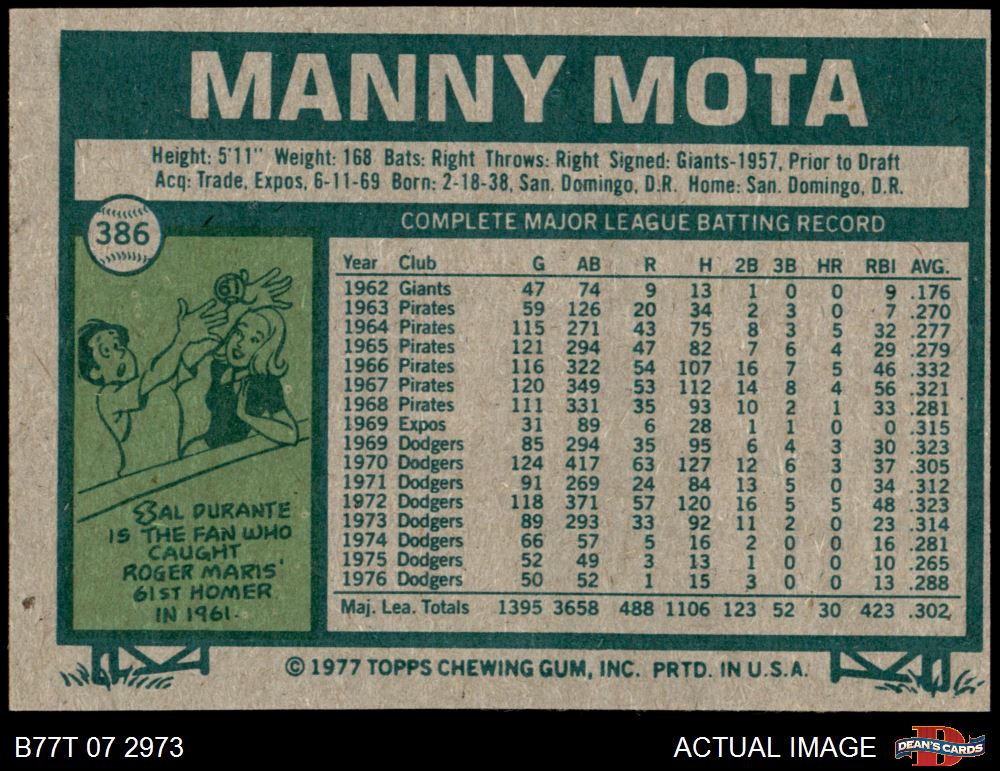 MANNY MOTA
Height: 5'11" Weight: 168 Bats: Right Throws: Right Signed: Giants-1957, Prior to Draft
Acq: Trade, Expos, 6-11-69 Born: 2-18-38, San. Domingo, D.R. Home: San. Domingo, D.R.
386
COMPLETE MAJOR LEAGUE BATTING RECORD
Year Club G AB R H 2B 3B HR RBI AVG.
1962 Giants 47 74 9 13 1 0 0 9 .176
1963 Pirates 59 126 20 34 2 3 0 7 .270
1964 Pirates 115 271 43 75 8 3 5 32 .277
1965 Pirates 121 294 47 82 7 6 4 29 .279
1966 Pirates 116 322 54 107 16 7 5 46 .332
1967 Pirates 120 349 53 112 14 8 4 56 .321
1968 Pirates 111 331 35 93 10 2 1 33 .281
1969 Expos 31 89 6 28 1 1 0 0 .315
1969 Dodgers 85 294 35 95 6 4 3 30 .323
1970 Dodgers 124 417 63 127 12 6 3 37 .305
1971 Dodgers 91 269 24 84 13 5 0 34 .312
1972 Dodgers 118 371 57 120 16 5 5 48 .323
1973 Dodgers 89 293 33 92 11 2 0 23 .314
1974 Dodgers 66 57 5 16 2 0 0 16 .281
1975 Dodgers 52 49 3 13 1 0 0 10 .265
1976 Dodgers 50 52 1 15 3 0 0 13 .288
Maj. Lea. Totals 1395 3658 488 1106 123 52 30 423 .302
61
SAL DURANTE
IS THE FAN WHO
CAUGHT
ROGER MARIS'
61ST HOMER
IN 1961.
© 1977 TOPPS CHEWING GUM, INC. PRTD. IN U.S.A.
B77T 07 2973
ACTUAL IMAGE
DEAN'S CARDS